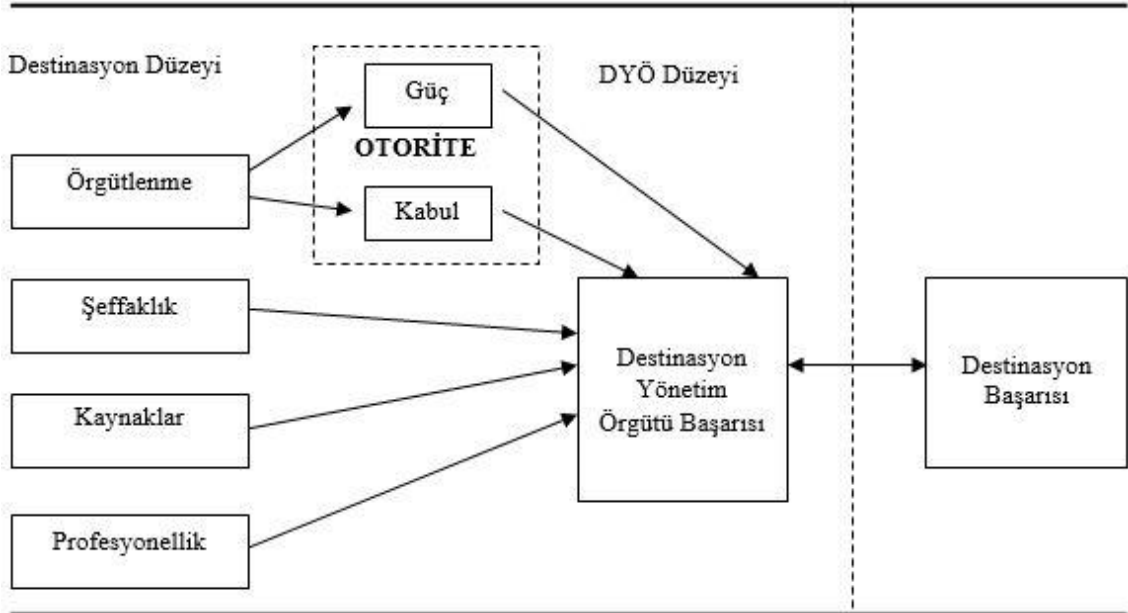 Destinasyon Düzeyi
DYÖ Düzeyi
Güç
OTORİTE
Kabul
Örgütlenme
Şeffaklık
Kaynaklar
Profesyonellik
Destinasyon
Yönetim
Örgütü Başarısı
Destinasyon
Başarısı